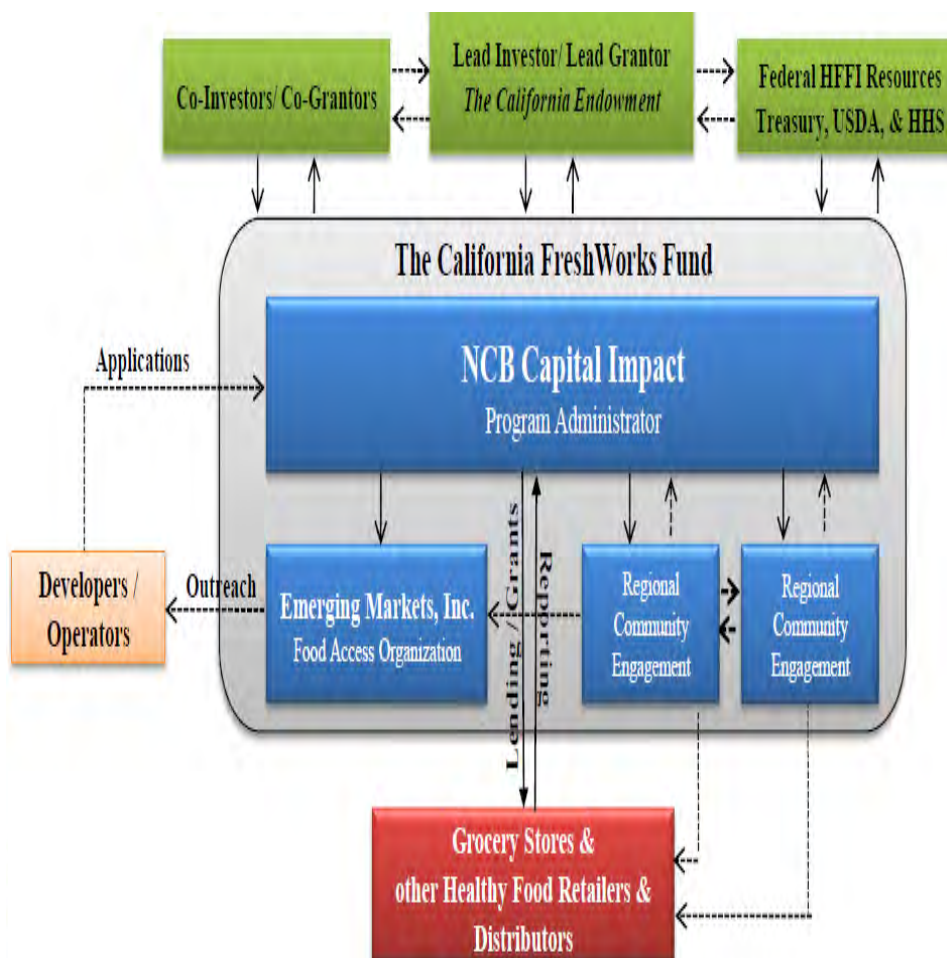 Co-Investors/ Co-Grantors
Lead Investor/ Lead Grantor
The California Endowment
Federal HFFI Resources
Treasury, USDA, & HHS
The California FreshWorks Fund
NCB Capital Impact
Program Administrator
Applications
Developers /
Operators
Outreach
Emerging Markets, Inc.
Food Access Organization
Lending / Grants
Reporting
Regional
Community
Engagement
Regional
Community
Engagement
Grocery Stores &
other Healthy Food Retailers &
Distributors